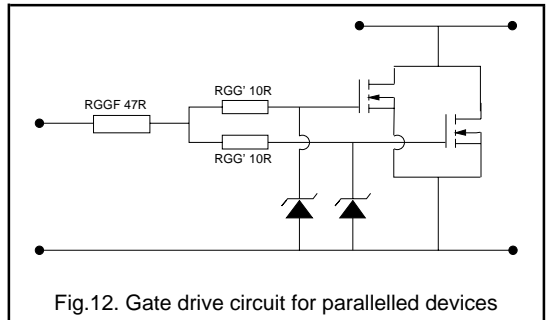 RGGF 47R
RGG' 10R
RGG' 10R
Fig.12. Gate drive circuit for parallelled devices